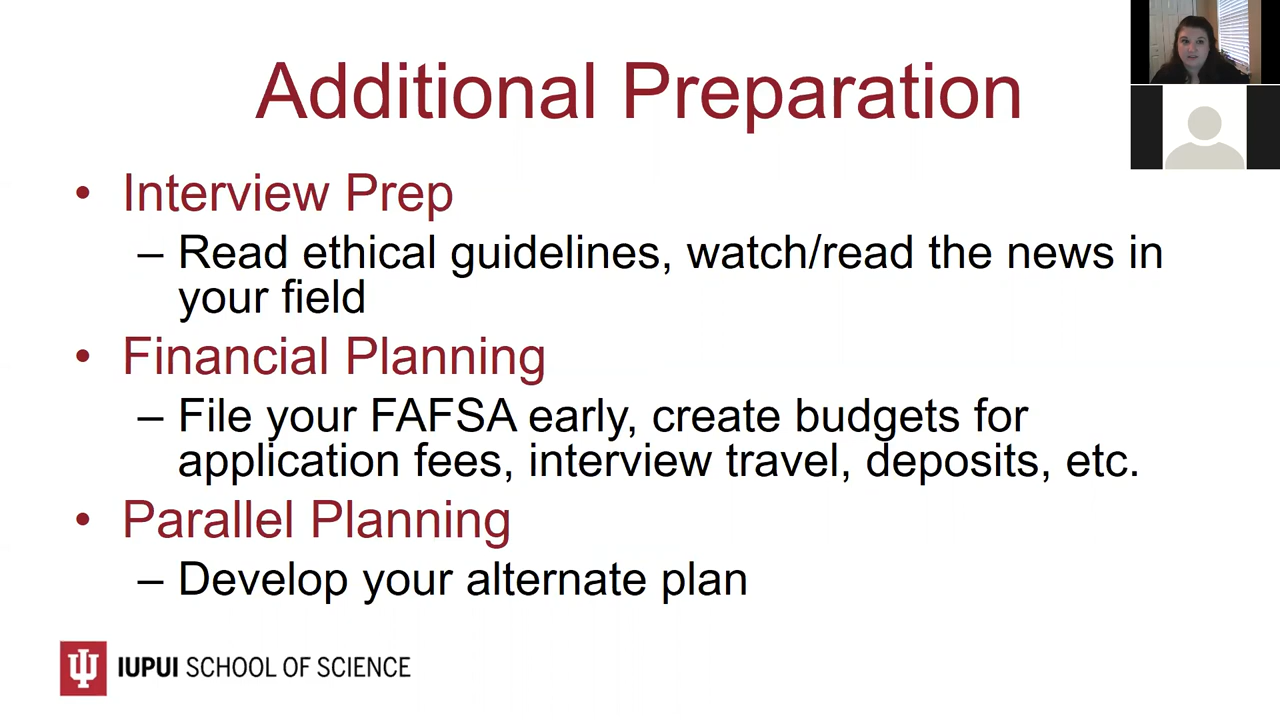 Additional Preparation
• Interview Prep
– Read ethical guidelines, watch/read the news in
your field
• Financial Planning
– File your FAFSA early, create budgets for
application fees, interview travel, deposits, etc.
• Parallel Planning
– Develop your alternate plan
IUPUI SCHOOL OF SCIENCE